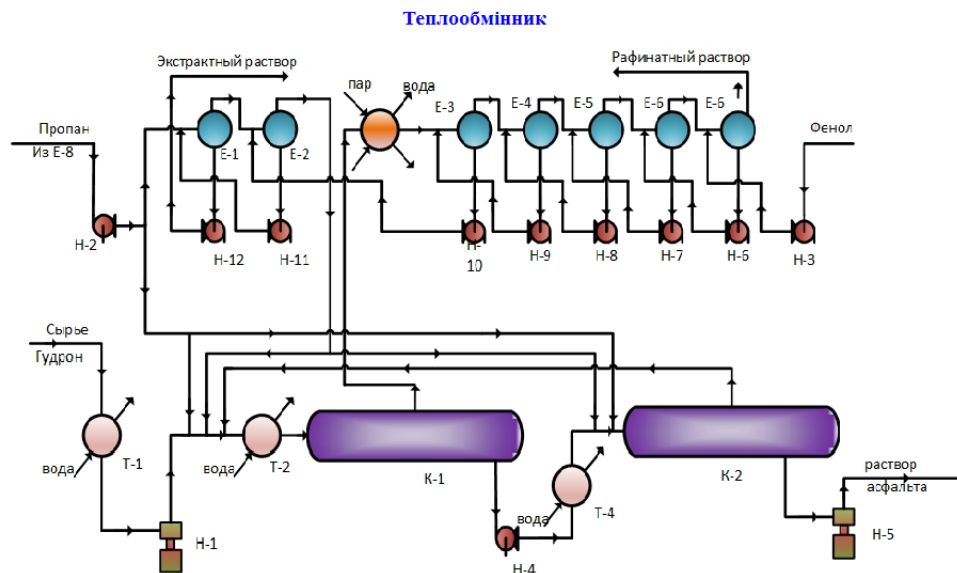 Теплообмінник
Экстрактный раствор
Рафинатный раствор
пар
вода
Е-3
Е-4
Е-5
Е-6
Е-6
Пропан
Из Е-8
Фенол
Е-1
Е-2
Н-2
Н-12
Н-11
Н-
10
Н-9
Н-8
Н-7
Н-6
Н-3
Сырье
Гудрон
вода
Т-1
вода
Т-2
К-1
вода
Т-4
К-2
раствор
асфальта
Н-1
Н-4
Н-5